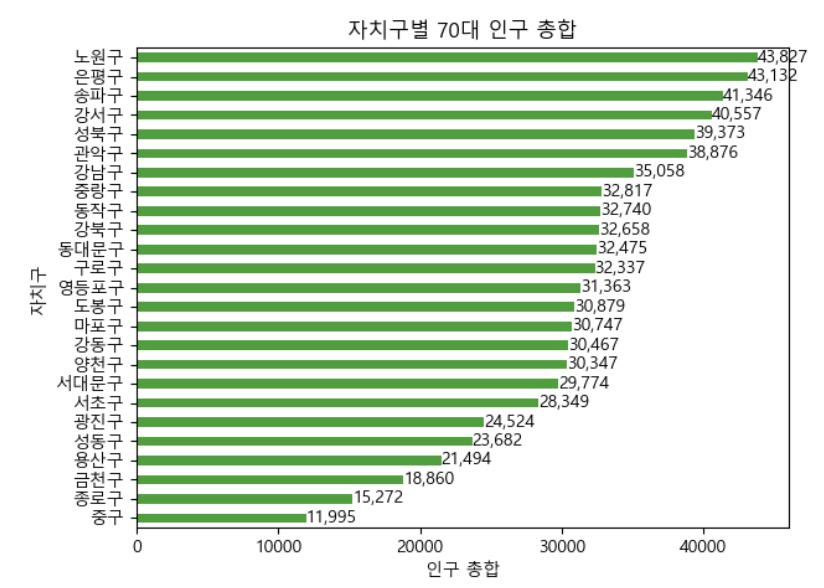 자치구별 70대 인구 총합
노원구 43,827
은평구 43,132
송파구 41,346
강서구 40,557
성북구 39,373
관악구 38,876
강남구 35,058
중랑구 32,817
동작구 32,740
강북구 32,658
동대문구 32,475
구로구 32,337
영등포구 31,363
도봉구 30,879
마포구 30,747
강동구 30,467
양천구 30,347
서대문구 29,774
서초구 28,349
광진구 24,524
성동구 23,682
용산구 21,494
금천구 18,860
종로구 15,272
중구 11,995
자치구
0 10000 20000 30000 40000
인구 총합